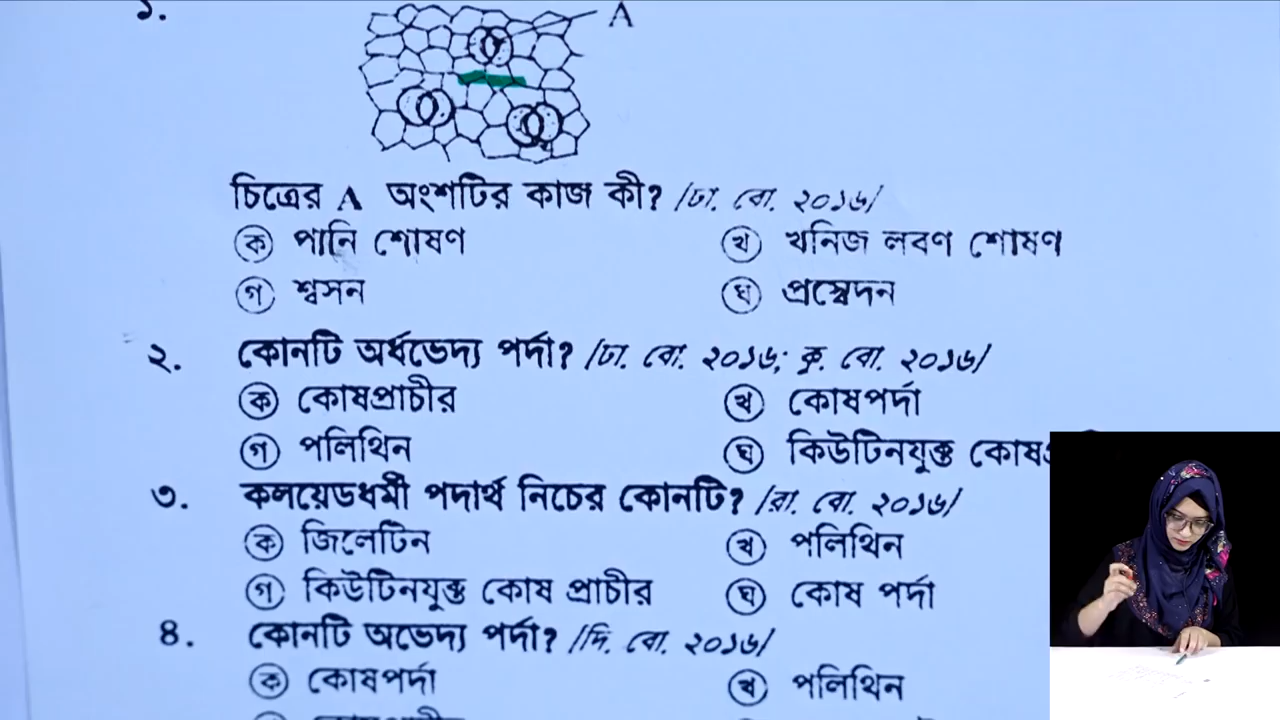 ১.
A
চিত্রের A অংশটির কাজ কী? /ঢা. বো. ২০১৬/
ক পানি শোষণ খ খনিজ লবণ শোষণ
গ শ্বসন ঘ প্রস্বেদন
২. কোনটি অর্ধভেদ্য পর্দা? /ঢা. বো. ২০১৬; কু. বো. ২০১৬/
ক কোষপ্রাচীর খ কোষপর্দা
গ পলিথিন ঘ কিউটিনযুক্ত
৩. কলয়েডধর্মী পদার্থ নিচের কোনটি? /রা. বো. ২০১৬/
ক জিলেটিন খ পলিথিন
গ কিউটিনযুক্ত কোষ প্রাচীর ঘ কোষ পর্দা
৪. কোনটি অভেদ্য পর্দা? /দি. বো. ২০১৬/
ক কোষপর্দা খ পলিথিন